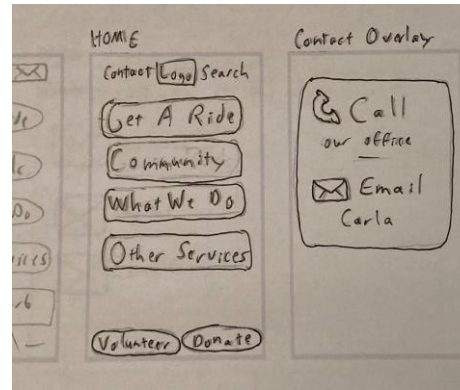 HOME
Contact Logo Search
Get A Ride
Community
What We Do
Other Services
Volunteer Donate
Contact Overlay
Call
our office
Email
Carla